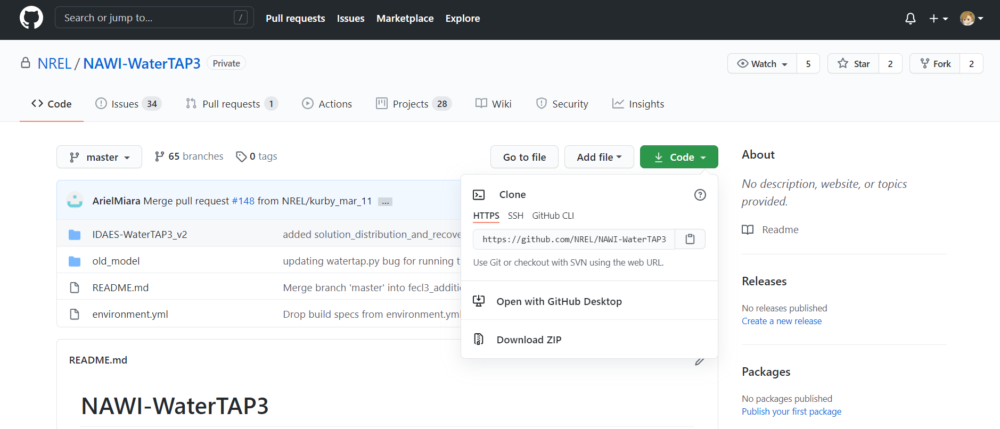 Search or jump to... /
Pull requests Issues Marketplace Explore
NREL / NAWI-WaterTAP3 Private
Watch 5 Star 2 Fork 2
Code Issues 34 Pull requests 1 Actions Projects 28 Wiki Security Insights
master 65 branches 0 tags
Go to file Add file Code
ArielMiara Merge pull request #148 from NREL/kurby_mar_11 ...
IDAES-WaterTAP3_v2 added solution_distribution_and_recove
old_model updating watertap.py bug for running t
README.md Merge branch 'master' into fecl3_additi
environment.yml Drop build specs from environment.yml
Clone
HTTPS SSH GitHub CLI
https://github.com/NREL/NAWI-WaterTAP3
Use Git or checkout with SVN using the web URL.
Open with GitHub Desktop
Download ZIP
README.md
NAWI-WaterTAP3
About
No description, website, or topics
provided.
Readme
Releases
No releases published
Create a new release
Packages
No packages published
Publish your first package